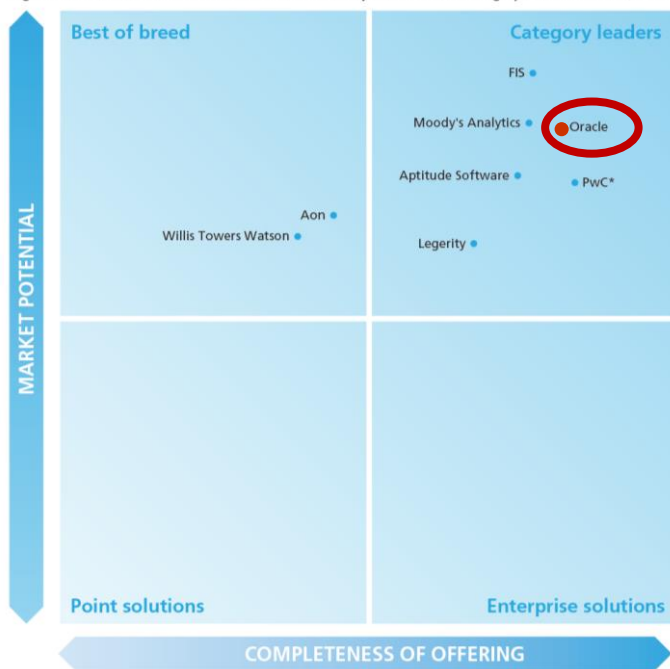 Best of breed
Category leaders
FIS
Moody's Analytics
Oracle
Aptitude Software
PwC*
Aon
Willis Towers Watson
Legerity
MARKET POTENTIAL
Point solutions
Enterprise solutions
COMPLETENESS OF OFFERING